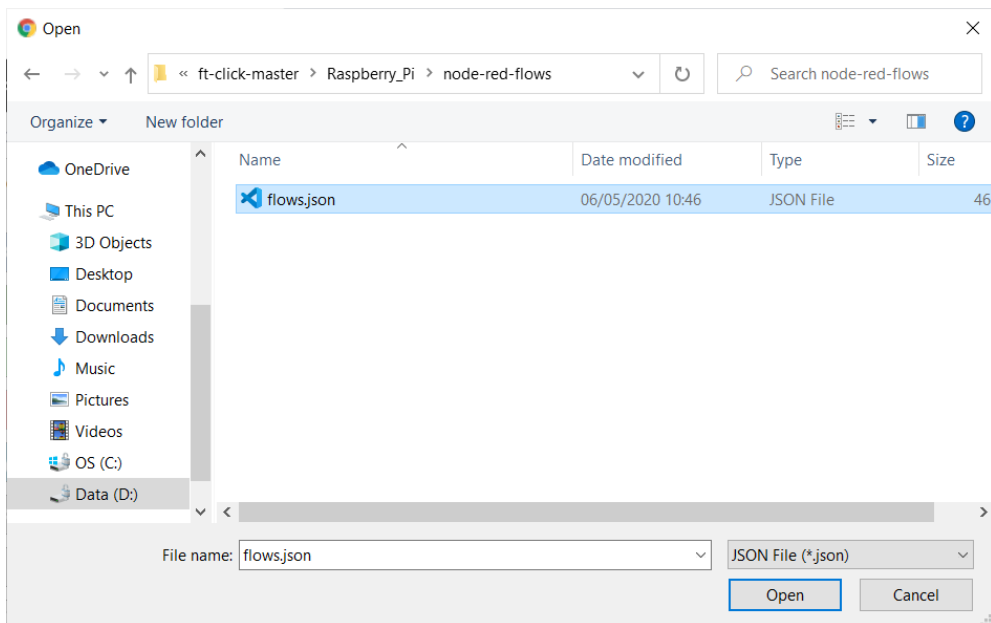 Open
« ft-click-master > Raspberry_Pi > node-red-flows
Search node-red-flows
Organize New folder ?
Name Date modified Type Size
flows.json 06/05/2020 10:46 JSON File 46
OneDrive
This PC
3D Objects
Desktop
Documents
Downloads
Music
Pictures
Videos
OS (C:)
Data (D:)
File name: flows.json JSON File (*.json)
Open Cancel